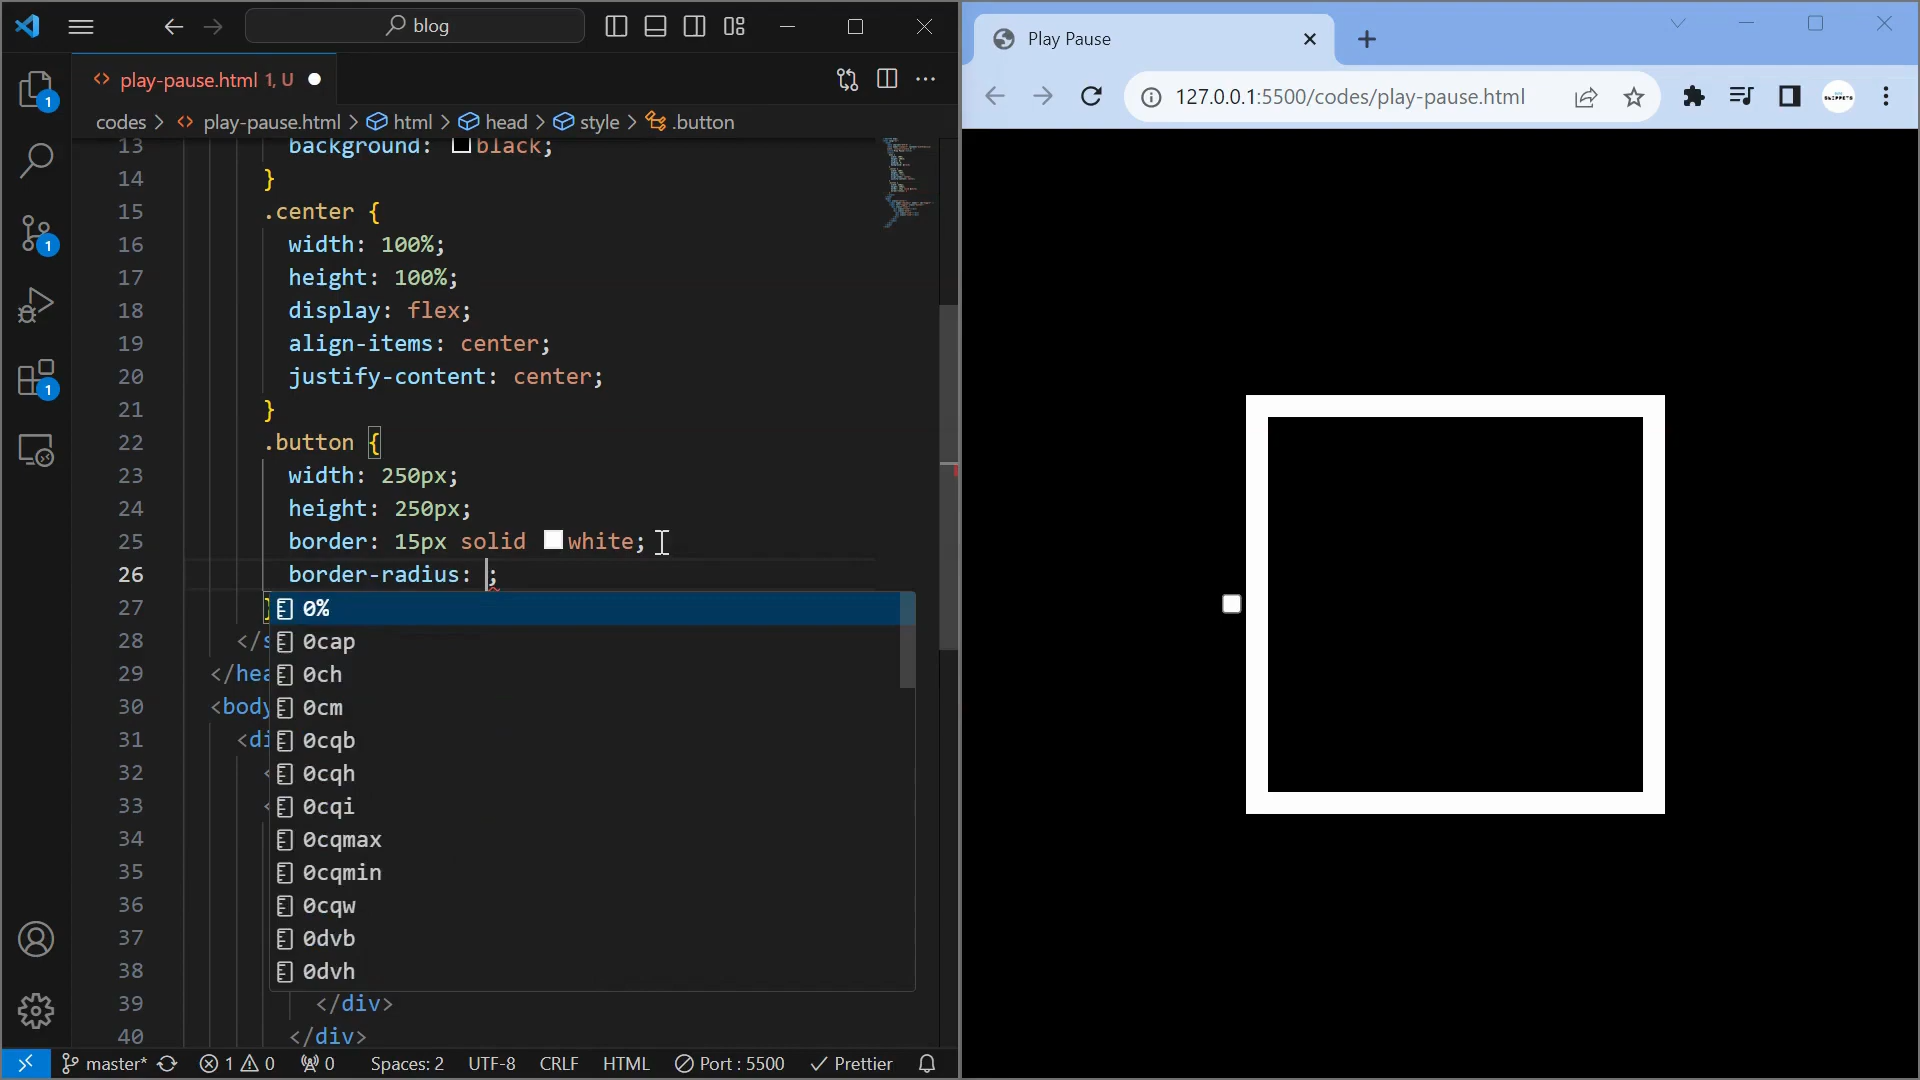 blog
play-pause.html 1, U
codes > play-pause.html > html > head > style > .button
13 background: black;
14 }
15 .center {
16 width: 100%;
17 height: 100%;
18 display: flex;
19 align-items: center;
20 justify-content: center;
21 }
22 .button {
23 width: 250px;
24 height: 250px;
25 border: 15px solid white;
26 border-radius: ;
27 }
0%
28 </s
0cap
29 </hea
0ch
30 <body
0cm
31 <di
0cqb
32 <
0cqh
33 <
0cqi
34
0cqmax
35
0cqmin
36
0cqw
37
0dvb
38
0dvh
39 </div>
40 </div>
1
1
1
master* 1 0 0 Spaces: 2 UTF-8 CRLF HTML Port : 5500 Prettier
Play Pause
127.0.0.1:5500/codes/play-pause.html